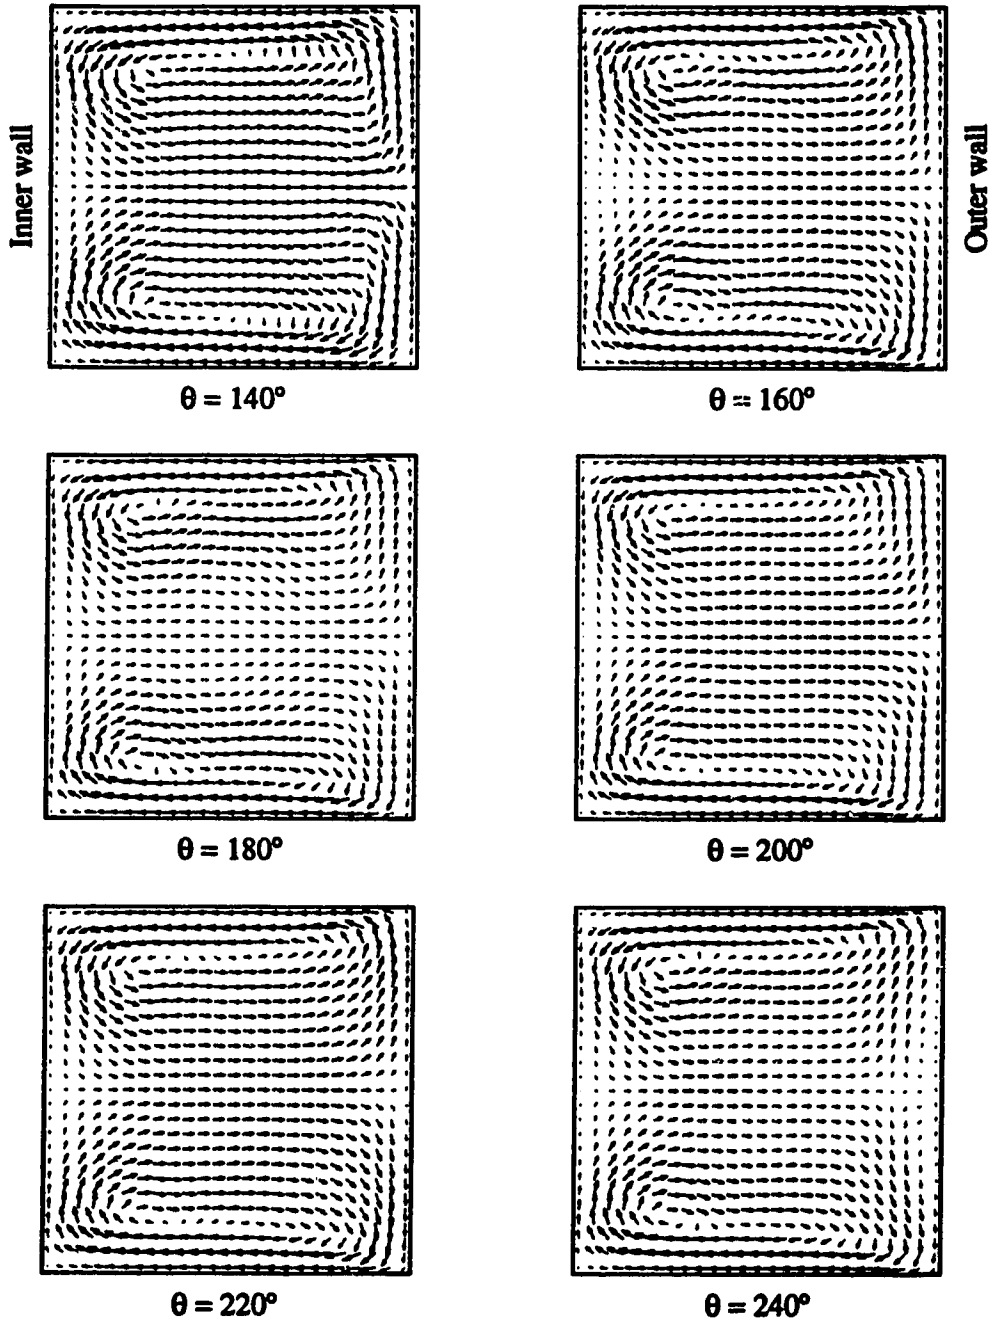 Inner wall
Outer wall
θ = 140°
θ = 160°
θ = 180°
θ = 200°
θ = 220°
θ = 240°